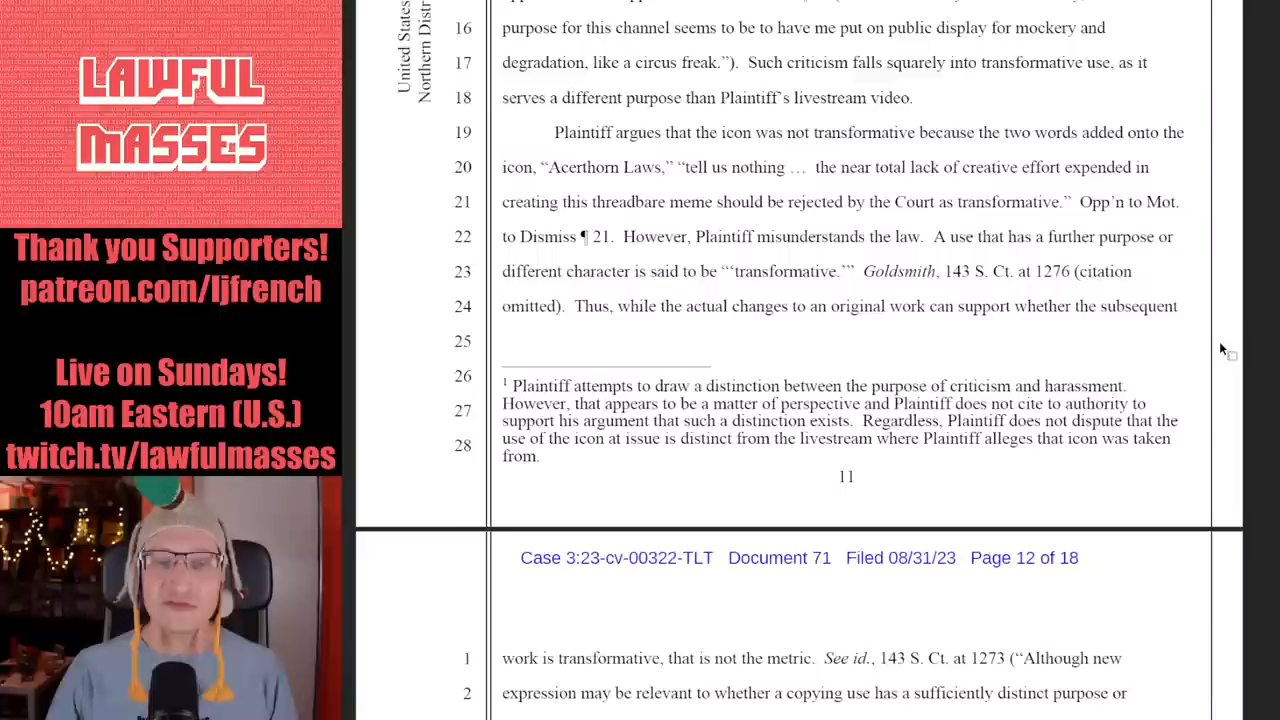 LAWFUL
MASSES
Thank you Supporters!
patreon.com/ljfrench
Live on Sundays!
10am Eastern (U.S.)
twitch.tv/lawfulmasses
United States
Northern Distr
16 purpose for this channel seems to be to have me put on public display for mockery and
17 degradation, like a circus freak.”). Such criticism falls squarely into transformative use, as it
18 serves a different purpose than Plaintiff’s livestream video.
19 Plaintiff argues that the icon was not transformative because the two words added onto the
20 icon, “Acerthorn Laws,” “tell us nothing … the near total lack of creative effort expended in
21 creating this threadbare meme should be rejected by the Court as transformative.” Opp’n to Mot.
22 to Dismiss ¶ 21. However, Plaintiff misunderstands the law. A use that has a further purpose or
23 different character is said to be “‘transformative.’” Goldsmith, 143 S. Ct. at 1276 (citation
24 omitted). Thus, while the actual changes to an original work can support whether the subsequent
25
26
27
28
1 Plaintiff attempts to draw a distinction between the purpose of criticism and harassment.
However, that appears to be a matter of perspective and Plaintiff does not cite to authority to
support his argument that such a distinction exists. Regardless, Plaintiff does not dispute that the
use of the icon at issue is distinct from the livestream where Plaintiff alleges that icon was taken
from.
11
Case 3:23-cv-00322-TLT Document 71 Filed 08/31/23 Page 12 of 18
1 work is transformative, that is not the metric. See id., 143 S. Ct. at 1273 (“Although new
2 expression may be relevant to whether a copying use has a sufficiently distinct purpose or